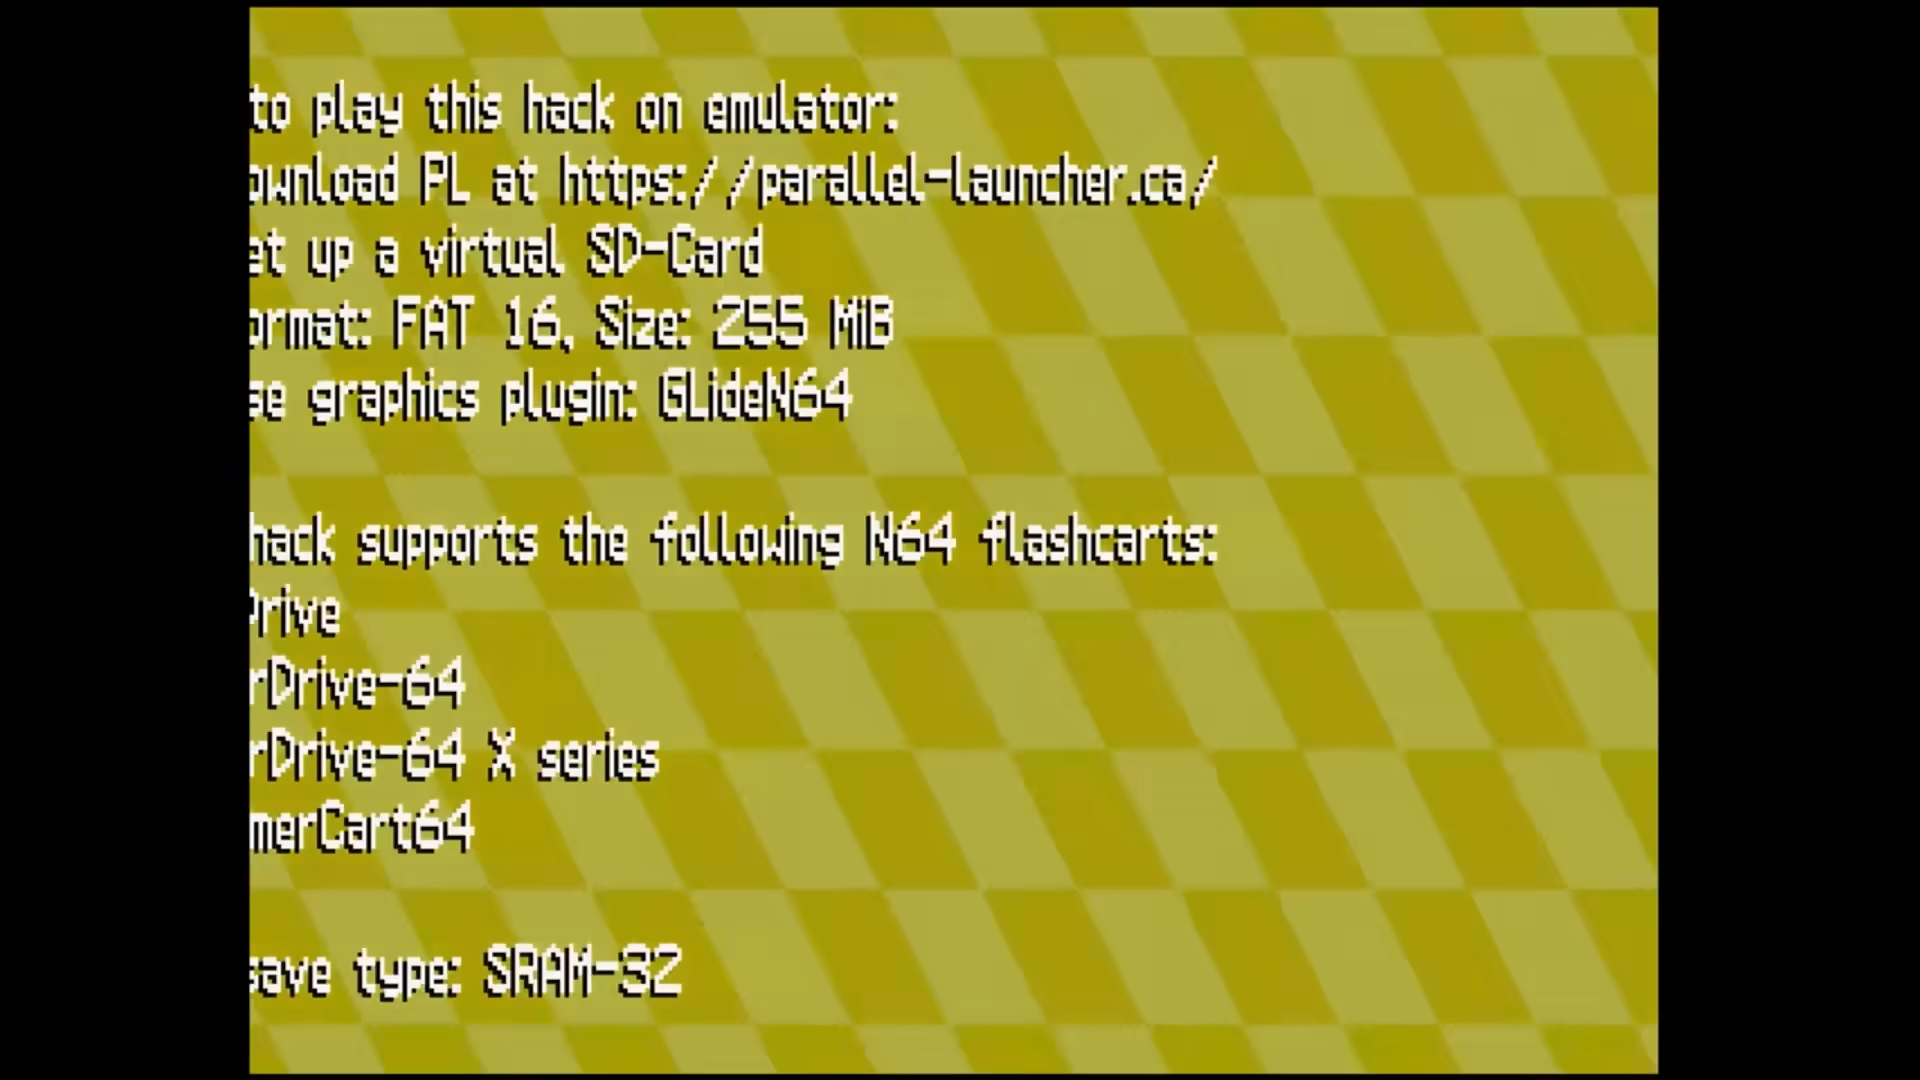 to play this hack on emulator:
ownload PL at https://parallel-launcher.ca/
et up a virtual SD-Card
ormat: FAT 16, Size: 255 MiB
se graphics plugin: GLideN64
hack supports the following N64 flashcarts:
Drive
rDrive-64
rDrive-64 X series
merCart64
save type: SRAM-32